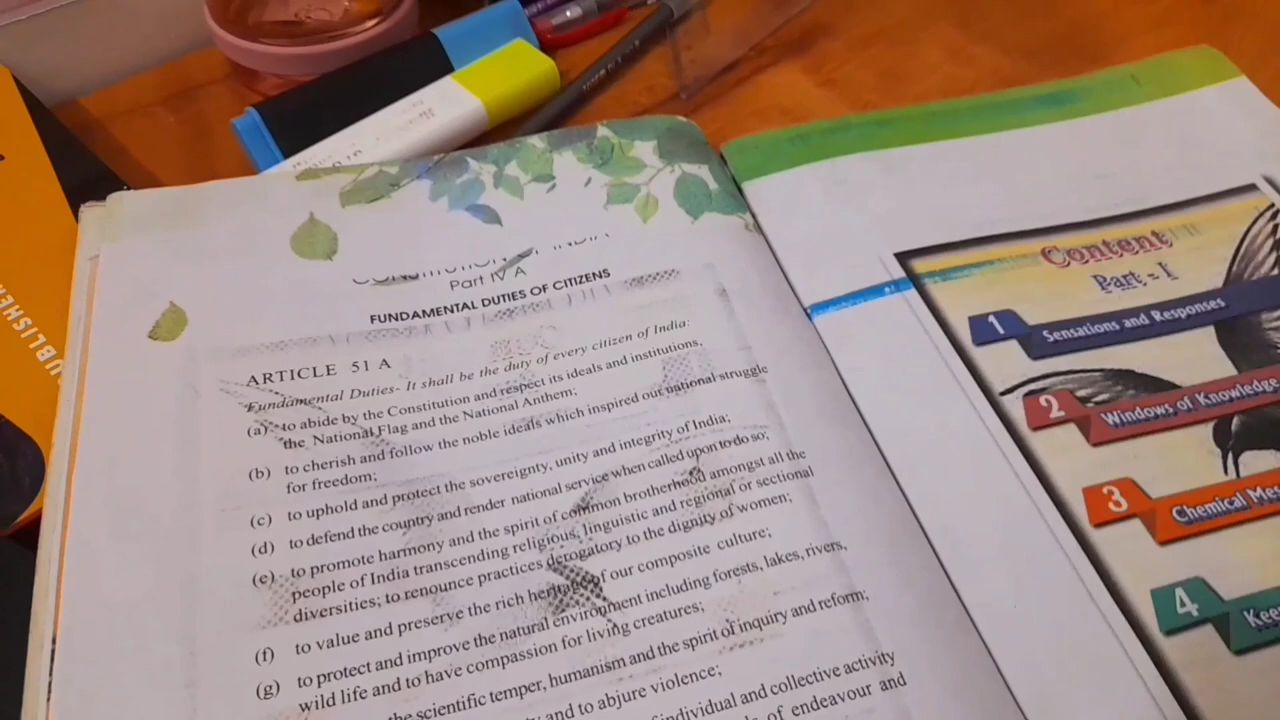 CONSTITUTION OF INDIA
Part IV A
FUNDAMENTAL DUTIES OF CITIZENS
ARTICLE 51 A
Fundamental Duties- It shall be the duty of every citizen of India:
(a) to abide by the Constitution and respect its ideals and institutions,
the National Flag and the National Anthem;
(b) to cherish and follow the noble ideals which inspired our national struggle
for freedom;
(c) to uphold and protect the sovereignty, unity and integrity of India;
(d) to defend the country and render national service when called upon to do so;
(e) to promote harmony and the spirit of common brotherhood amongst all the
people of India transcending religious, linguistic and regional or sectional
diversities; to renounce practices derogatory to the dignity of women;
(f) to value and preserve the rich heritage of our composite culture;
(g) to protect and improve the natural environment including forests, lakes, rivers,
wild life and to have compassion for living creatures;
the scientific temper, humanism and the spirit of inquiry and reform;
and to abjure violence;
individual and collective activity
of endeavour and
Content
Part - I
1 Sensations and Responses
2 Windows of Knowledge
3 Chemical
4